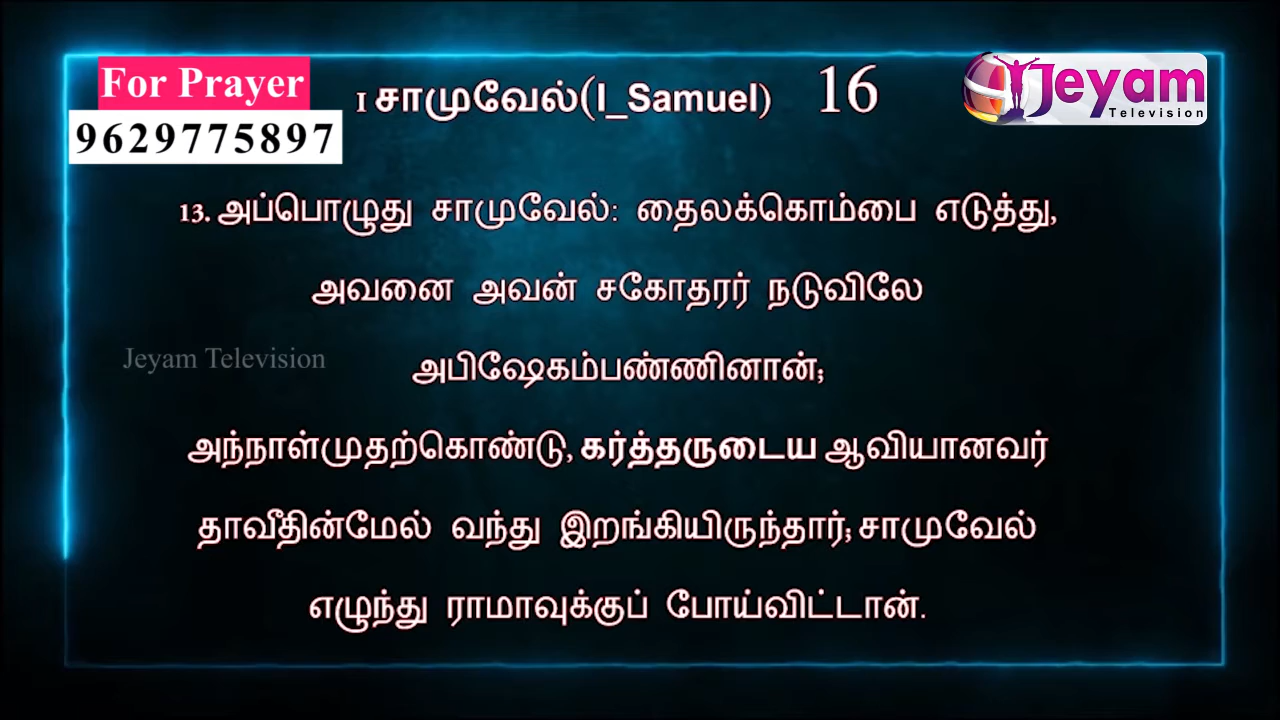 For Prayer
9629775897
I சாமுவேல்(I_Samuel) 16
Jeyam
Television
13. அப்பொழுது சாமுவேல்: தைலக்கொம்பை எடுத்து,
அவனை அவன் சகோதரர் நடுவிலே
Jeyam Television
அபிஷேகம்பண்ணினான்;
அந்நாள்முதற்கொண்டு, கர்த்தருடைய ஆவியானவர்
தாவீதின்மேல் வந்து இறங்கியிருந்தார்; சாமுவேல்
எழுந்து ராமாவுக்குப் போய்விட்டான்.